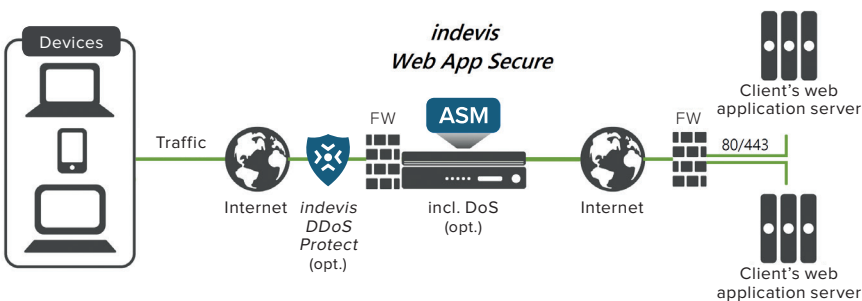 indevis
Web App Secure
Devices
Traffic
Internet
indevis
DDoS
Protect
(opt.)
FW
ASM
incl. DoS
(opt.)
Internet
FW
80/443
Client's web
application server
Client's web
application server